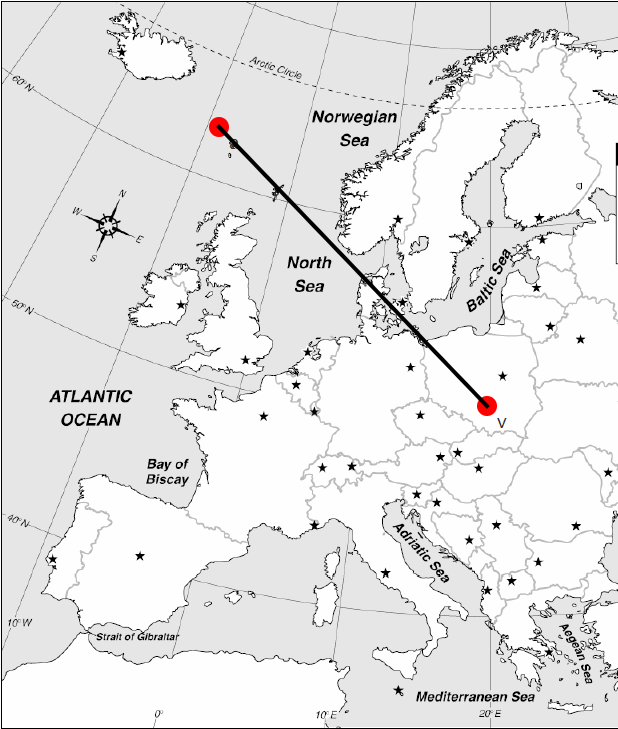 Arctic Circle
60°N
Norwegian
Sea
N
W
E
S
North
Sea
Baltic Sea
50°N
ATLANTIC
OCEAN
V
Bay of
Biscay
40°N
Adriatic Sea
10°W
Strait of Gibraltar
Aegean Sea
Mediterranean Sea
0°
10°E
20°E